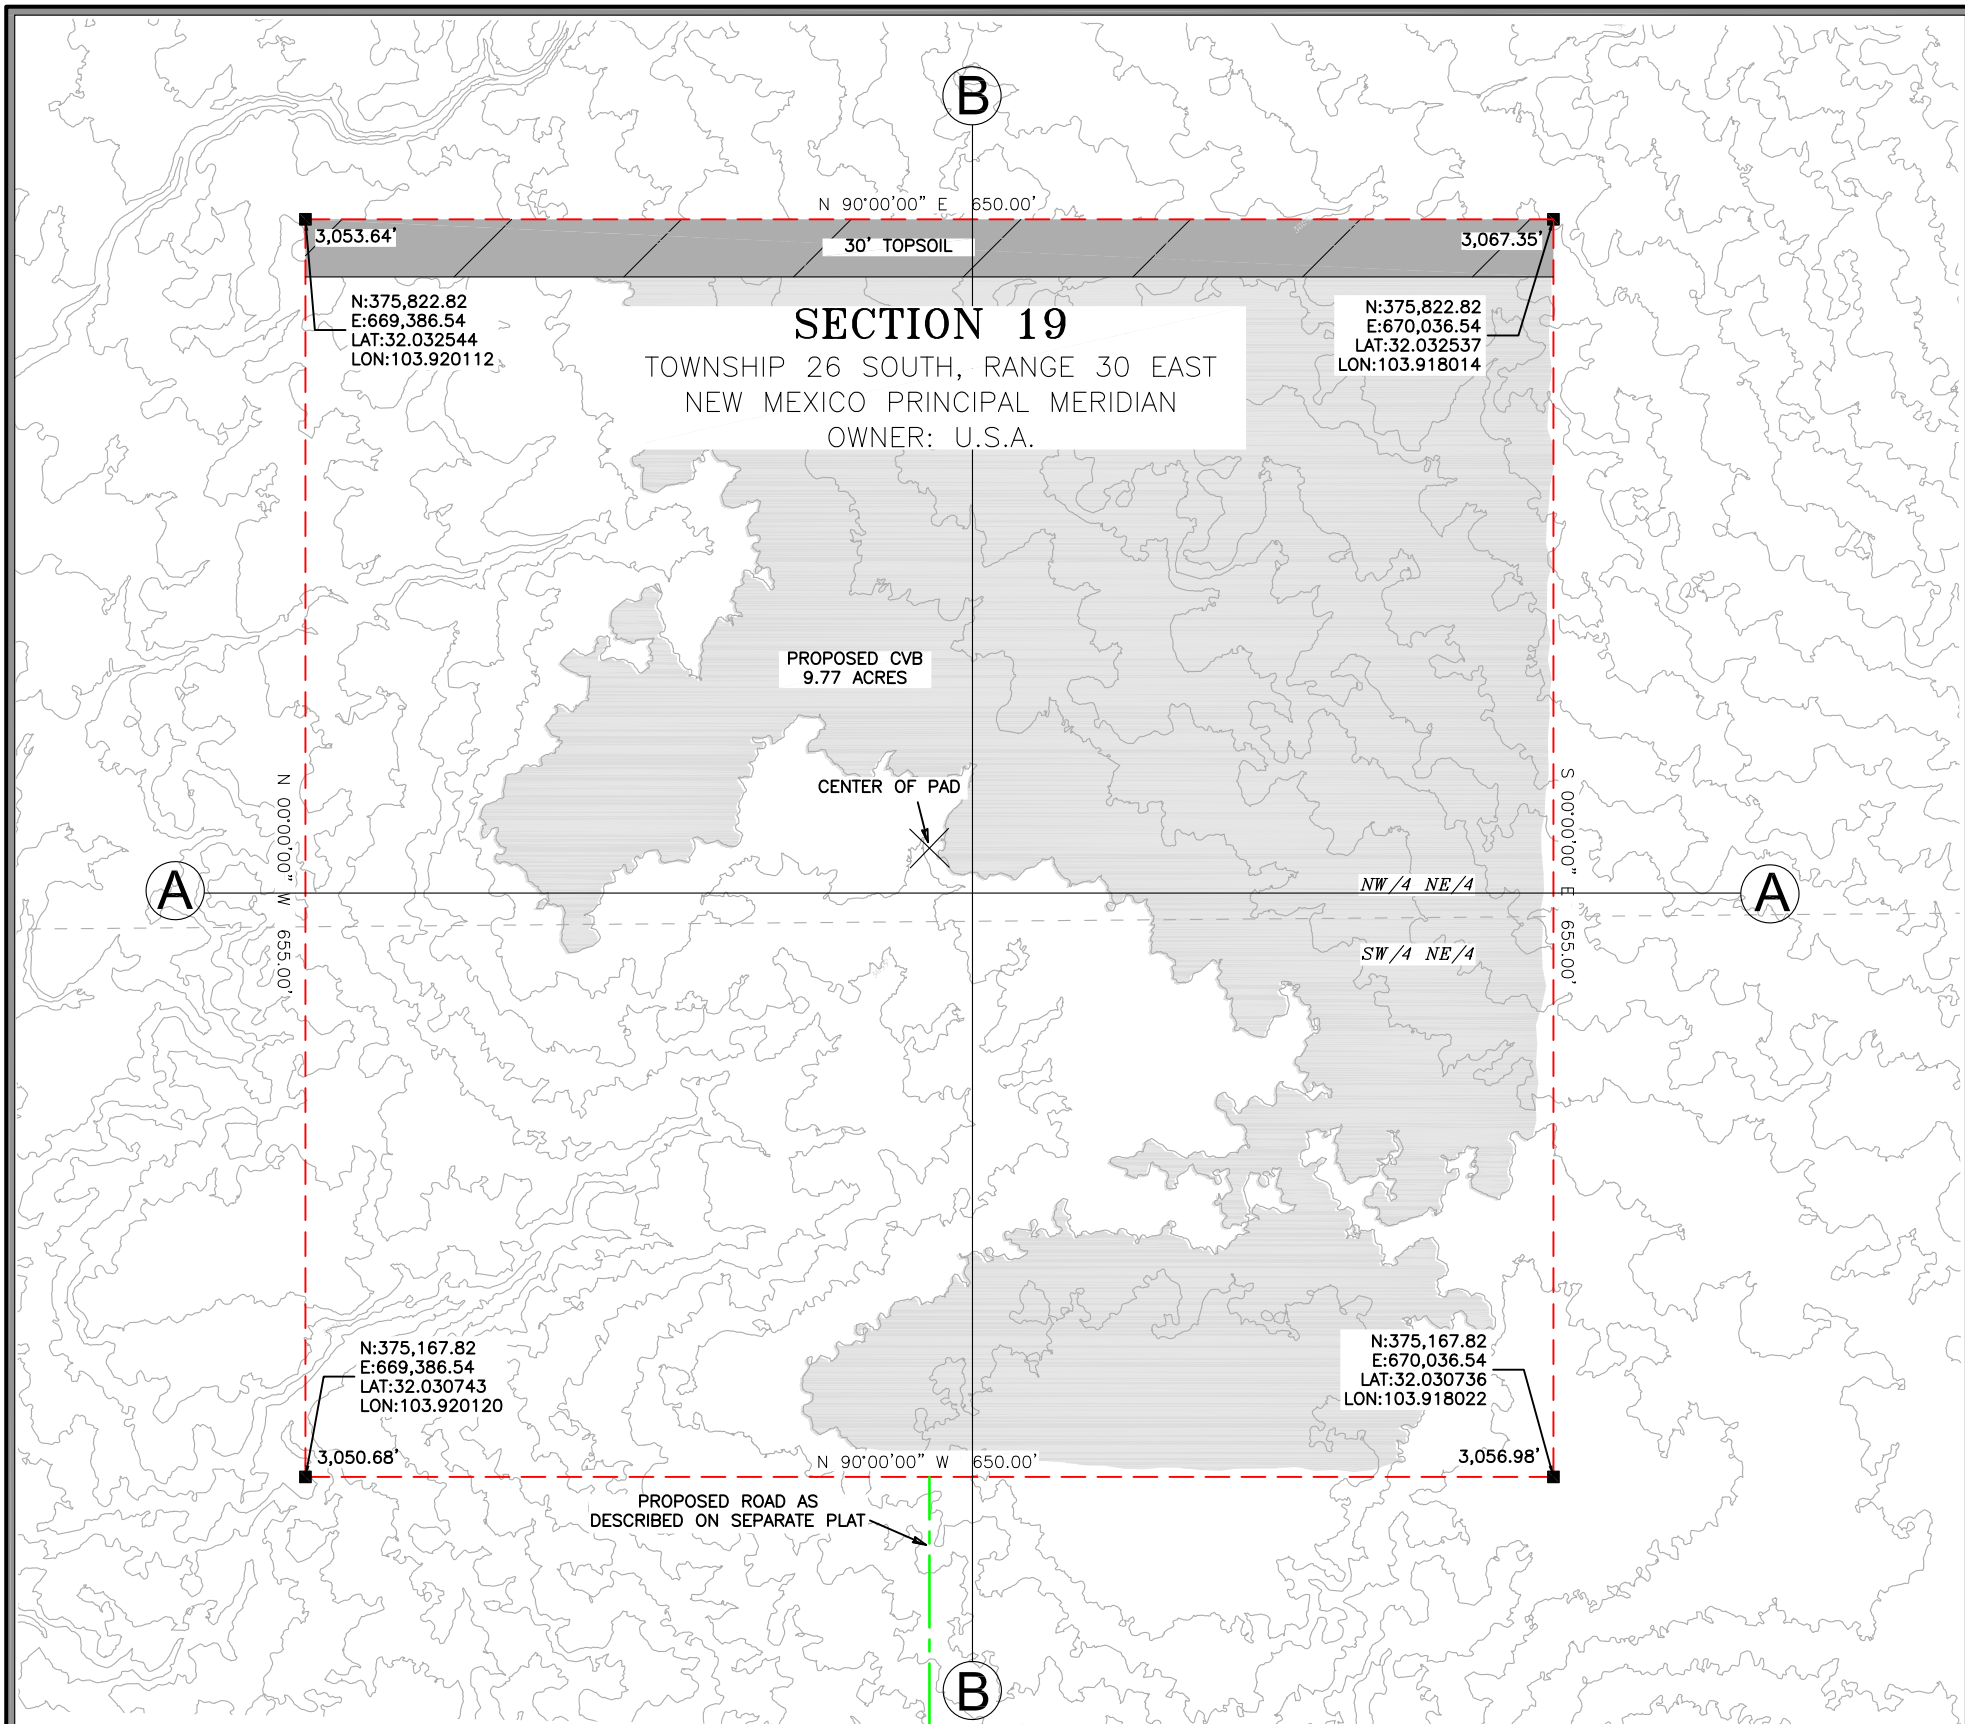 B
N 90°00'00" E 650.00'
3,053.64'
30' TOPSOIL
3,067.35'
N:375,822.82
E:669,386.54
LAT:32.032544
LON:103.920112
SECTION 19
TOWNSHIP 26 SOUTH, RANGE 30 EAST
NEW MEXICO PRINCIPAL MERIDIAN
OWNER: U.S.A.
N:375,822.82
E:670,036.54
LAT:32.032537
LON:103.918014
PROPOSED CVB
9.77 ACRES
CENTER OF PAD
N 00°00'00" W 655.00'
S 00°00'00" E 655.00'
A
NW/4 NE/4
A
SW/4 NE/4
N:375,167.82
E:669,386.54
LAT:32.030743
LON:103.920120
N:375,167.82
E:670,036.54
LAT:32.030736
LON:103.918022
3,050.68'
N 90°00'00" W 650.00'
3,056.98'
PROPOSED ROAD AS
DESCRIBED ON SEPARATE PLAT
B